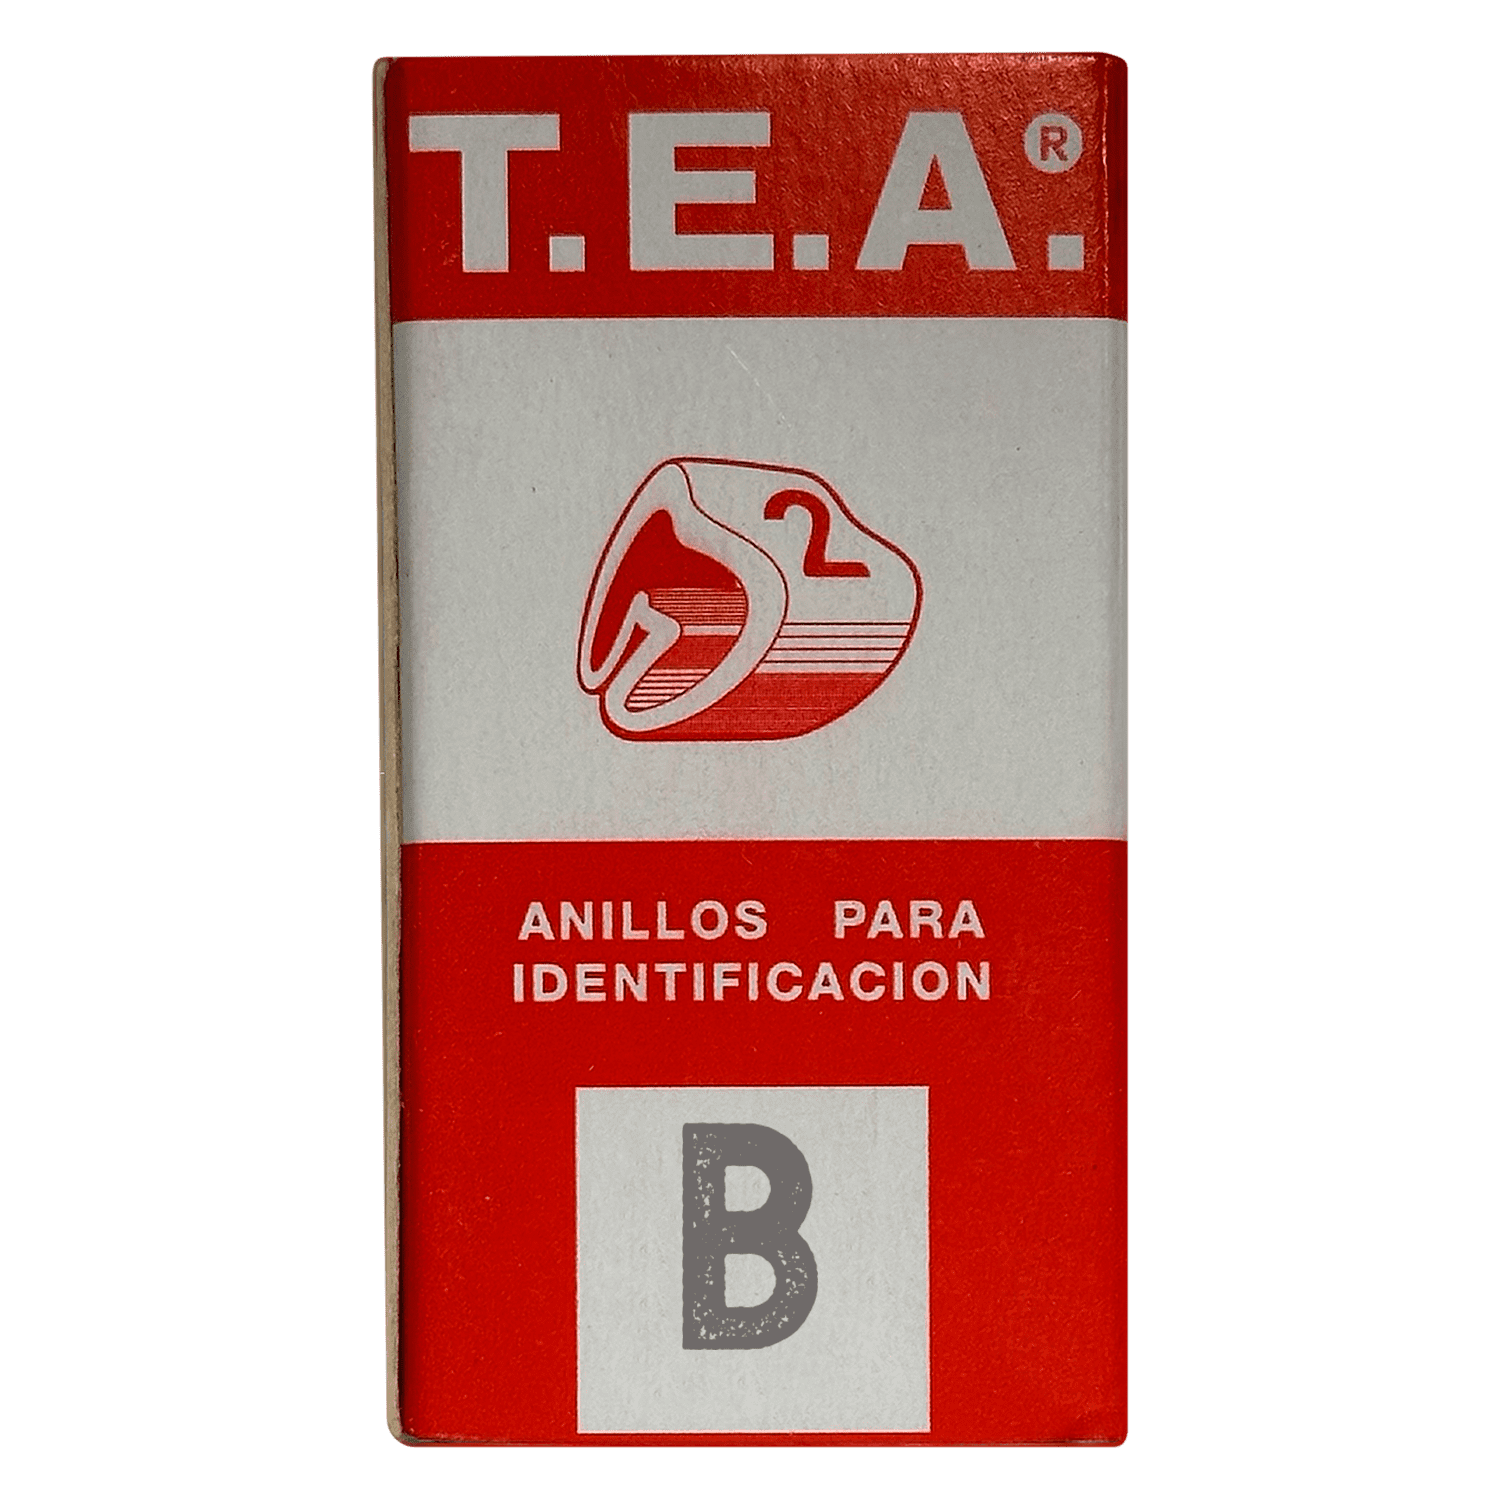 T.E.A.®
2
ANILLOS PARA
IDENTIFICACION
B